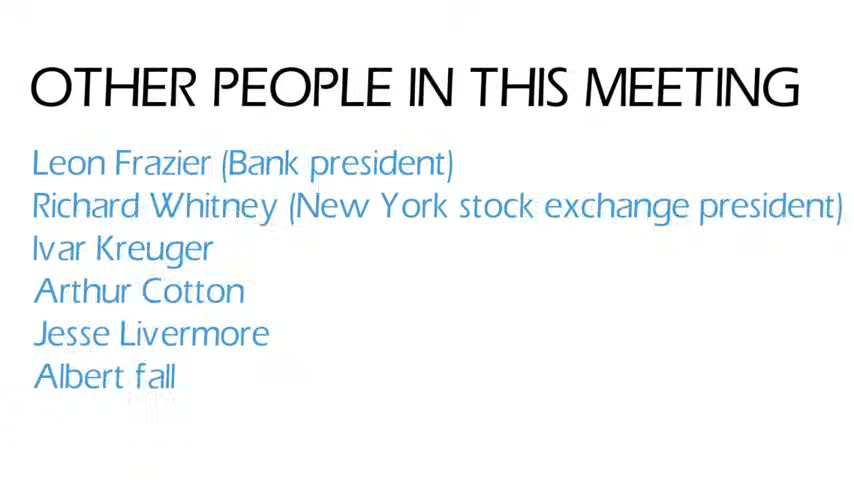 OTHER PEOPLE IN THIS MEETING
Leon Frazier (Bank president)
Richard Whitney (New York stock exchange president)
Ivar Kreuger
Arthur Cotton
Jesse Livermore
Albert fall